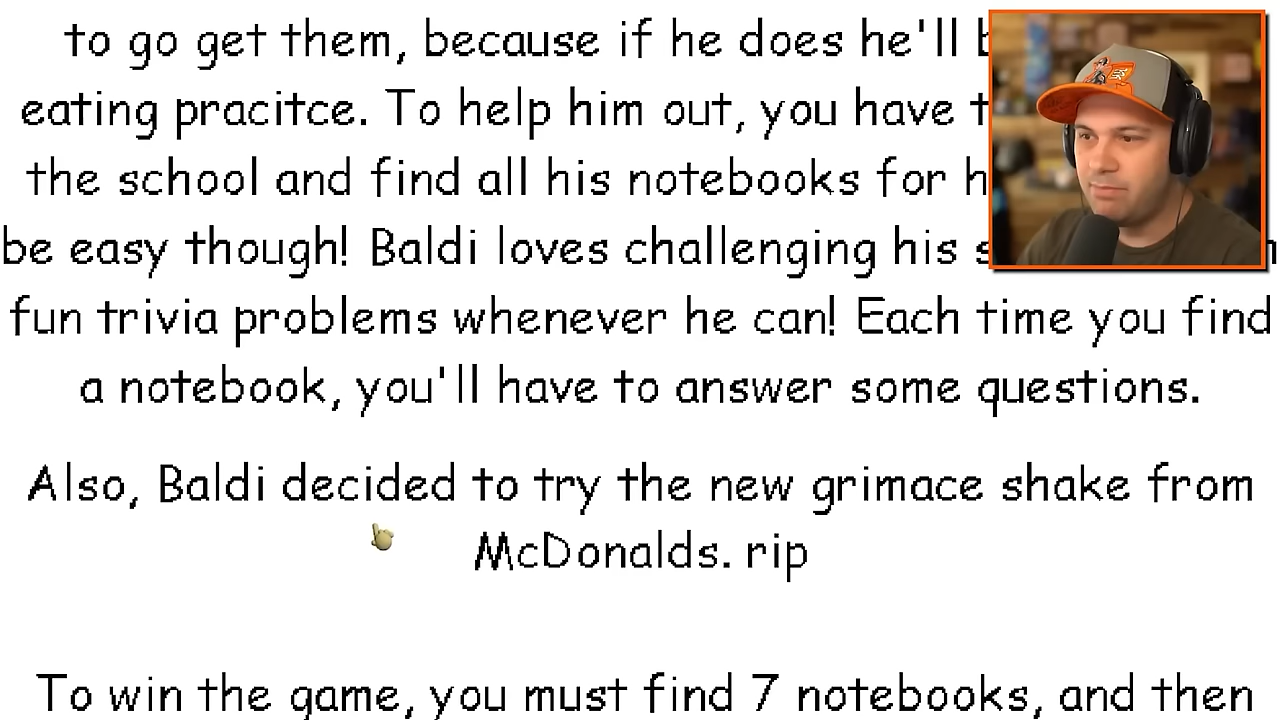 to go get them, because if he does he'll
eating pracitce. To help him out, you have
the school and find all his notebooks for
be easy though! Baldi loves challenging his
fun trivia problems whenever he can! Each time you find
a notebook, you'll have to answer some questions.
Also, Baldi decided to try the new grimace shake from
McDonalds. rip
To win the game, you must find 7 notebooks, and then